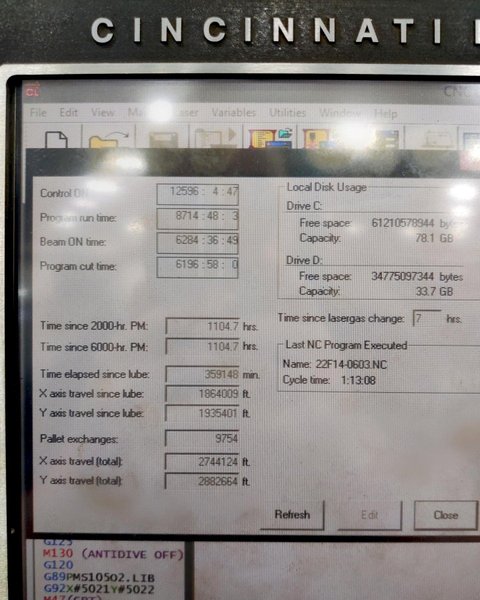 CINCINNATI
CL
File Edit View Variables Utilities Window Help
Control ON
12596 : 4 : 47
Program run time: 8714 : 48 : 3
Beam ON time: 6284 : 36 : 49
Program cut time: 6196 : 58 : 0
Time since 2000-hr. PM: 1104.7 hrs.
Time since 6000-hr. PM: 1104.7 hrs.
Time elapsed since lube: 359148 min.
X axis travel since lube: 1864009 ft.
Y axis travel since lube: 1935401 ft.
Pallet exchanges: 9754
X axis travel (total): 2744124 ft.
Y axis travel (total): 2882664 ft.
Local Disk Usage
Drive C:
Free space: 61210578944 bytes
Capacity: 78.1 GB
Drive D:
Free space: 34775097344 bytes
Capacity: 33.7 GB
Time since lasergas change: 7 hrs.
Last NC Program Executed
Name: 22F14-0603.NC
Cycle time: 1:13:08
Refresh Edit Close
G125
M130 (ANTIDIVE OFF)
G120
G89PMS10502.LIB
G92X#5021Y#5022